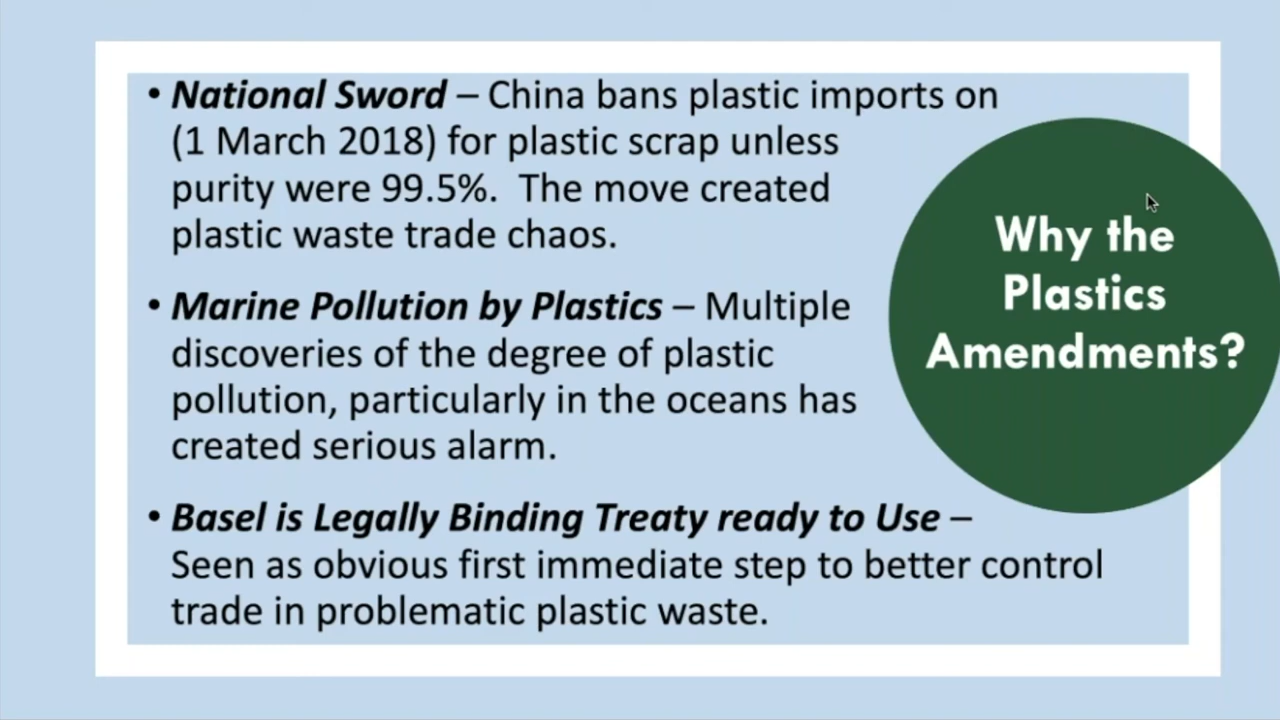 • National Sword – China bans plastic imports on
(1 March 2018) for plastic scrap unless
purity were 99.5%.  The move created
plastic waste trade chaos.
• Marine Pollution by Plastics – Multiple
discoveries of the degree of plastic
pollution, particularly in the oceans has
created serious alarm.
• Basel is Legally Binding Treaty ready to Use –
Seen as obvious first immediate step to better control
trade in problematic plastic waste.
Why the
Plastics
Amendments?